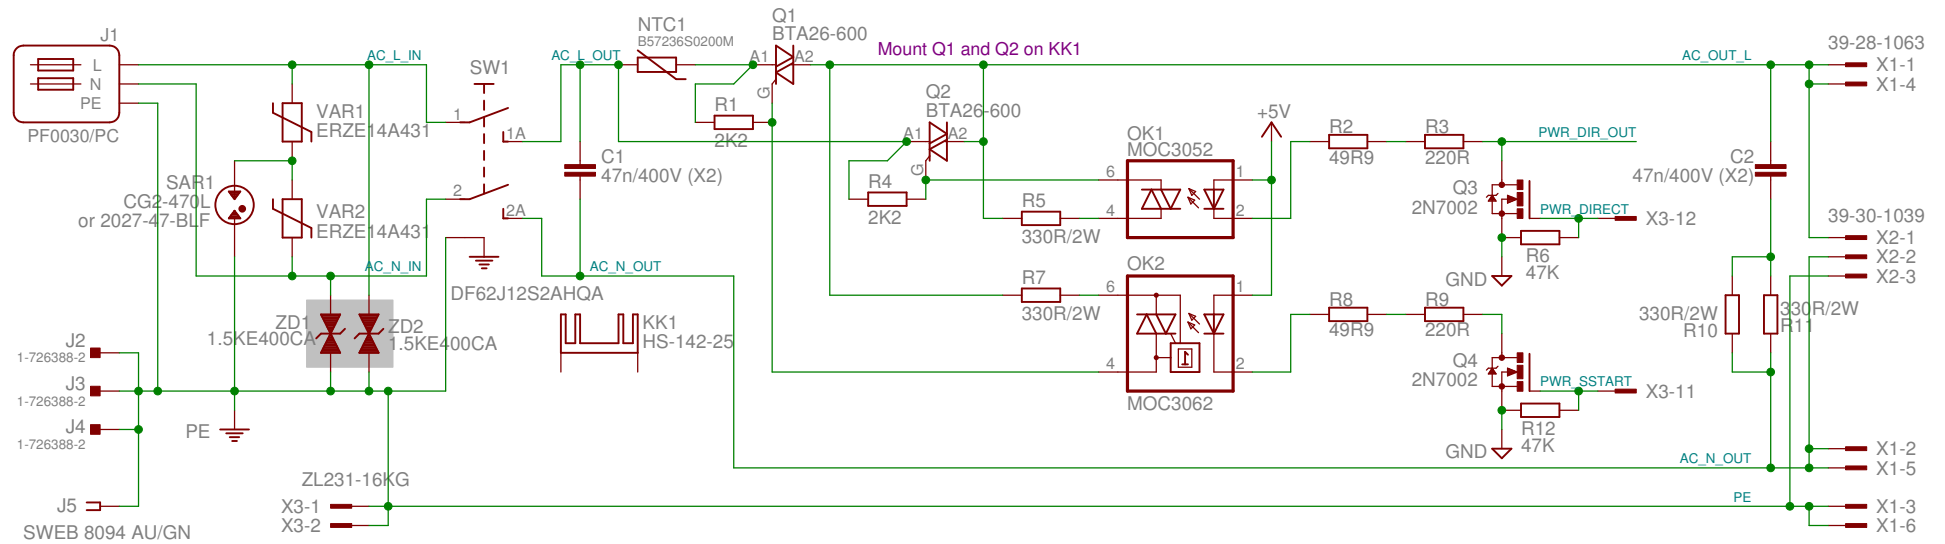 J1
L
N
PE
PF0030/PC
AC_L_IN
VAR1
ERZE14A431
SAR1
CG2-470L
or 2027-47-BLF
VAR2
ERZE14A431
AC_N_IN
ZD1
1.5KE400CA
ZD2
1.5KE400CA
J2
1-726388-2
J3
1-726388-2
J4
1-726388-2
PE
J5
SWEB 8094 AU/GN
ZL231-16KG
X3-1
X3-2
SW1
1
1A
2
2A
DF62J12S2AHQA
AC_L_OUT
C1
47n/400V (X2)
AC_N_OUT
KK1
HS-142-25
NTC1
B57236S0200M
Q1
BTA26-600
A1
A2
G
R1
2K2
Mount Q1 and Q2 on KK1
Q2
BTA26-600
A1
A2
G
R4
2K2
R5
330R/2W
R7
330R/2W
OK1
MOC3052
6
4
1
2
OK2
6
4
1
2
MOC3062
+5V
R2
49R9
R3
220R
PWR_DIR_OUT
Q3
2N7002
PWR_DIRECT
X3-12
R6
47K
GND
R8
49R9
R9
220R
Q4
2N7002
PWR_SSTART
X3-11
R12
47K
GND
AC_OUT_L
C2
47n/400V (X2)
330R/2W
R10
330R/2W
R11
AC_N_OUT
PE
39-28-1063
X1-1
X1-4
39-30-1039
X2-1
X2-2
X2-3
X1-2
X1-5
X1-3
X1-6